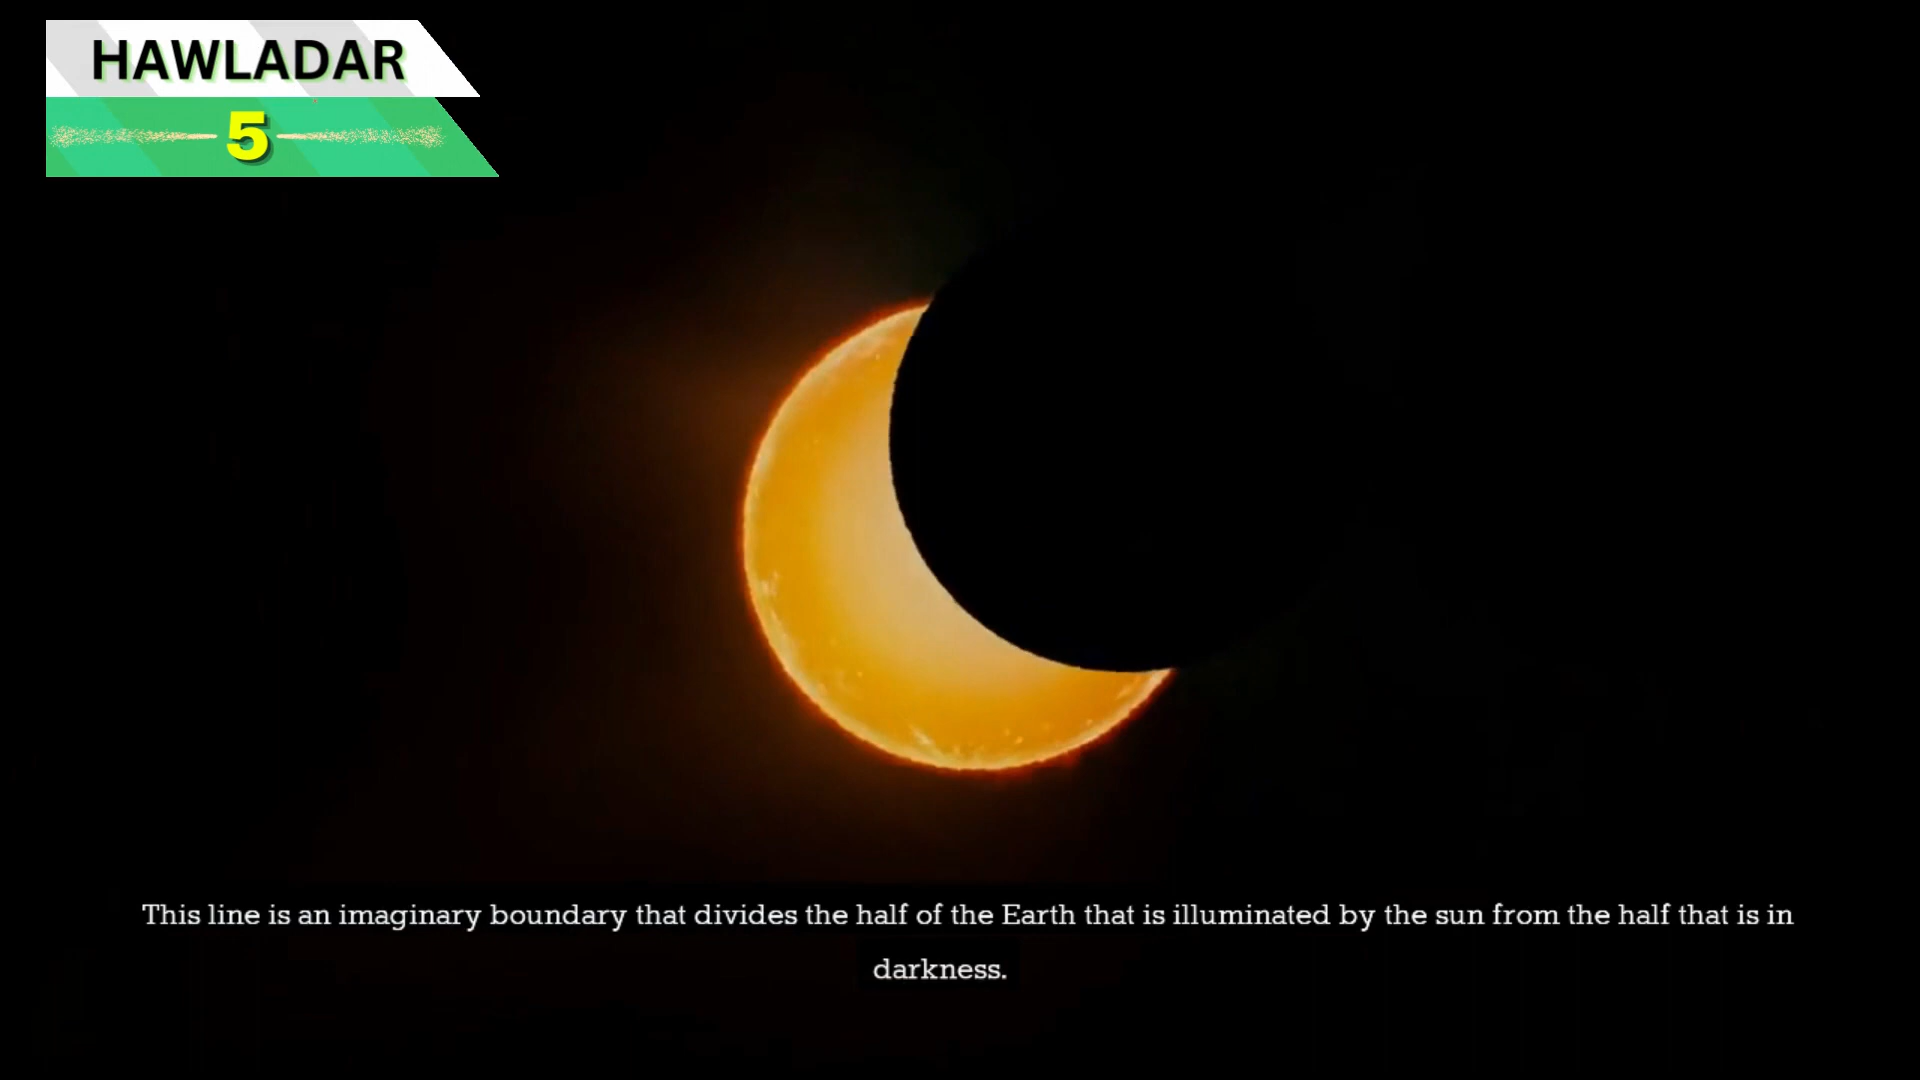 HAWLADAR
5
This line is an imaginary boundary that divides the half of the Earth that is illuminated by the sun from the half that is in
darkness.